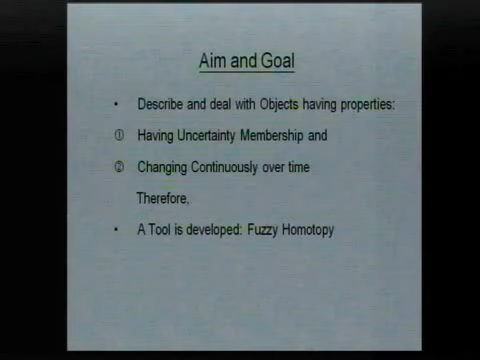 Aim and Goal
• Describe and deal with Objects having properties:
① Having Uncertainty Membership and
② Changing Continuously over time
Therefore,
• A Tool is developed: Fuzzy Homotopy